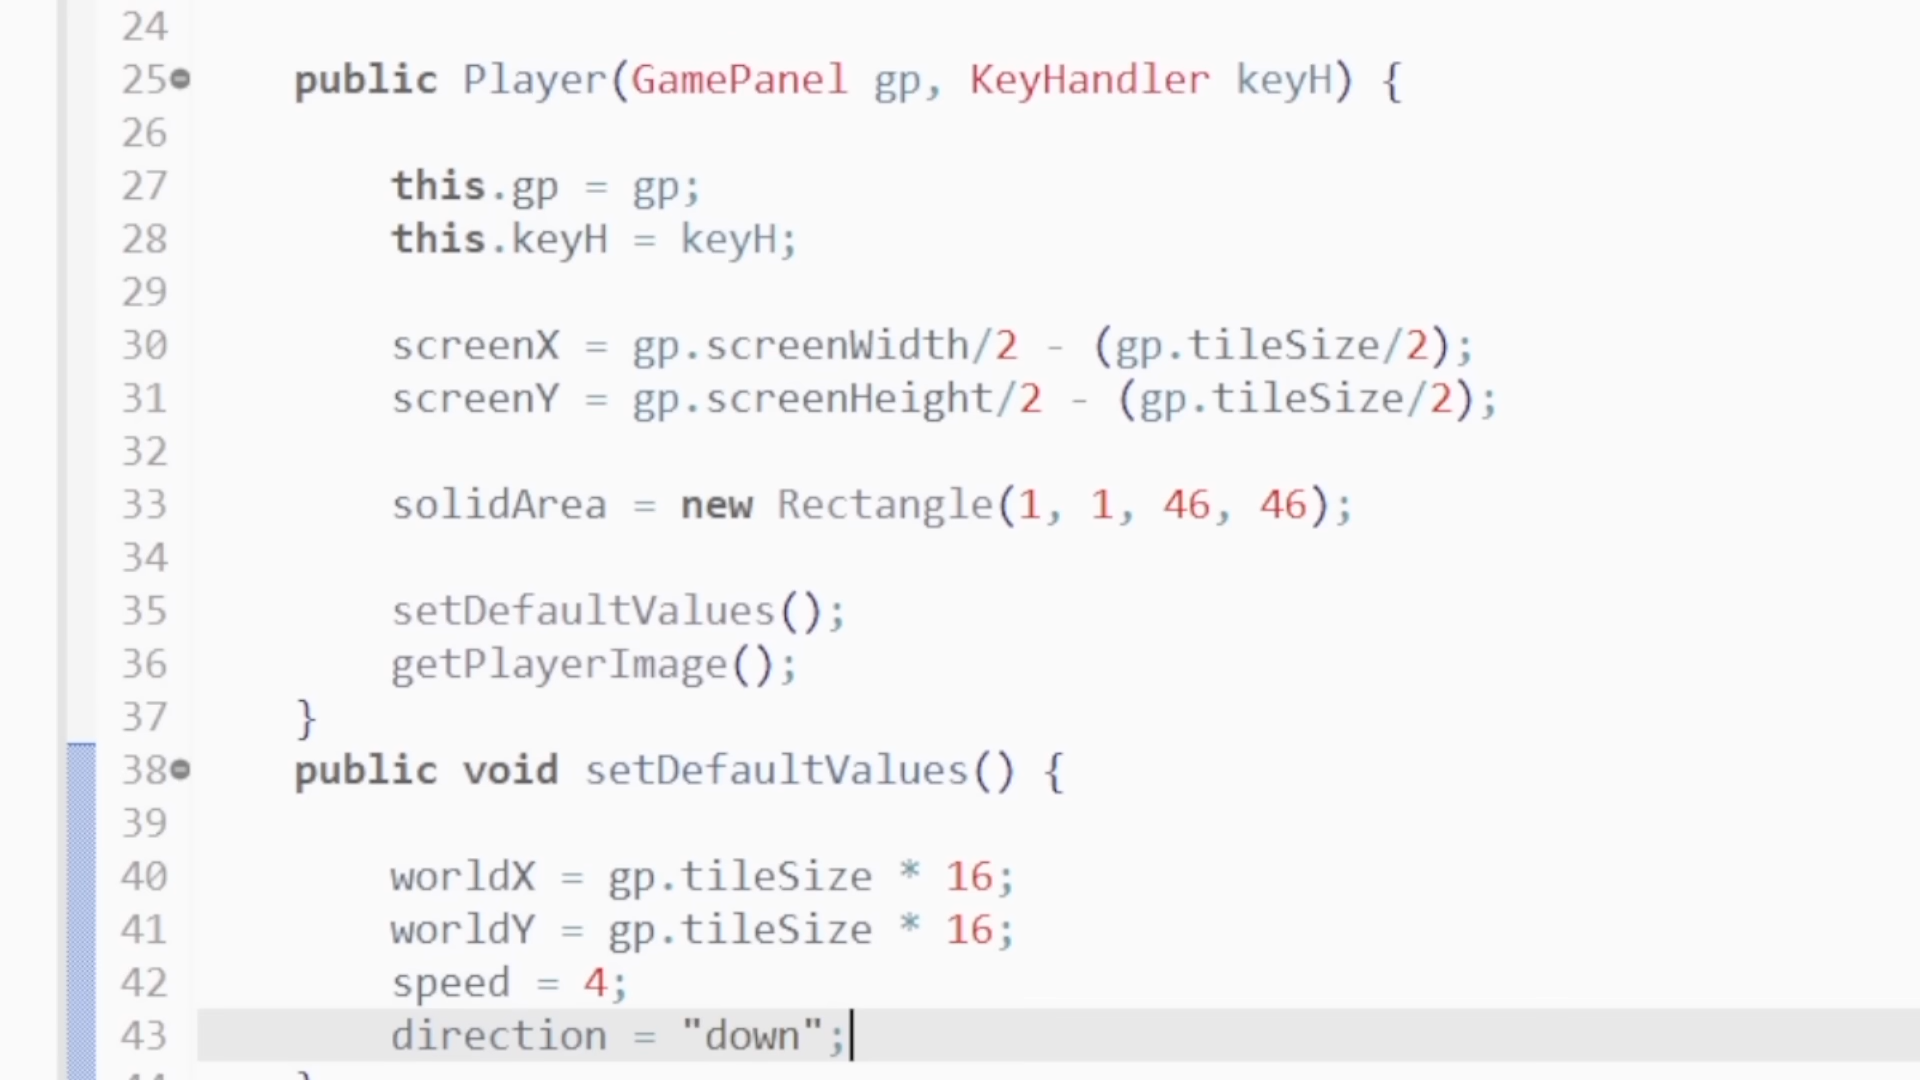 24
25 public Player(GamePanel gp, KeyHandler keyH) {
26
27 this.gp = gp;
28 this.keyH = keyH;
29
30 screenX = gp.screenWidth/2 - (gp.tileSize/2);
31 screenY = gp.screenHeight/2 - (gp.tileSize/2);
32
33 solidArea = new Rectangle(1, 1, 46, 46);
34
35 setDefaultValues();
36 getPlayerImage();
37 }
38 public void setDefaultValues() {
39
40 worldX = gp.tileSize * 16;
41 worldY = gp.tileSize * 16;
42 speed = 4;
43 direction = "down";
44 }